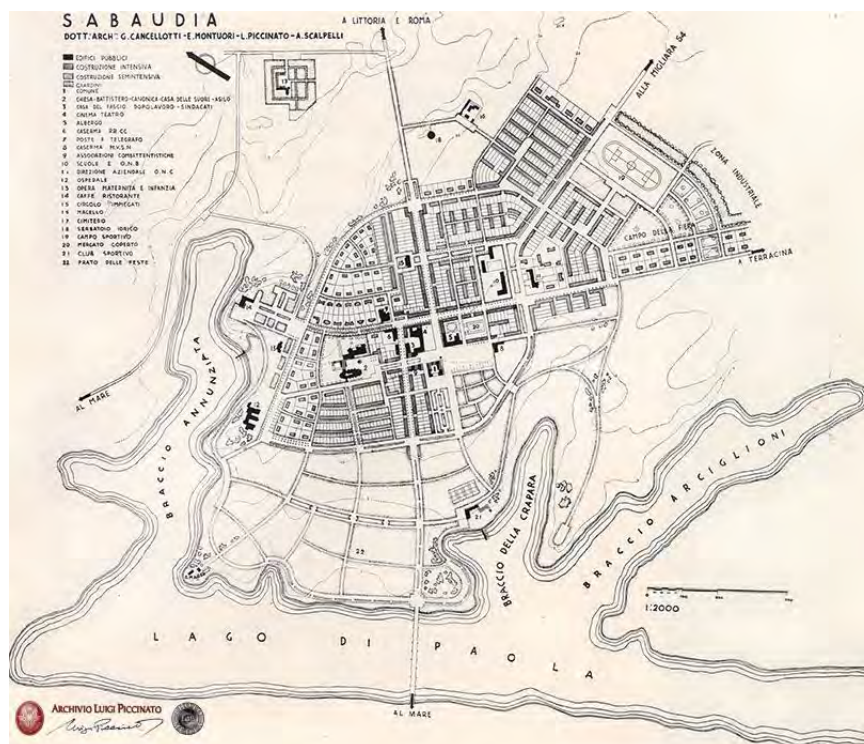 SABAUDIA
DOTT. ARCH. G. CANCELLOTTI - E. MONTUORI - L. PICCINATO - A. SCALPELLI
A LITTORIA E ROMA
EDIFICI PUBBLICI
COSTRUZIONE INTENSIVA
COSTRUZIONE SEMINTENSIVA
GIARDINI
1 COMUNE
2 CHIESA - BATTISTERO - CANONICA - CASA DELLE SUORE - ASILO
3 CASA DEL FASCIO DOPOLAVORO - SINDACATI
4 CINEMA TEATRO
5 ALBERGO
6 CASERMA RR. CC.
7 POSTE E TELEGRAFO
8 CASERMA M.V.S.N.
9 ASSOCIAZIONI COMBATTENTISTICHE
10 SCUOLE E O.N.B.
11 DIREZIONE AZIENDALE O.N.C.
12 OSPEDALE
13 OPERA MATERNITÀ E INFANZIA
14 CAFFÈ RISTORANTE
15 CIRCOLO IMPIEGATI
16 MACELLO
17 CIMITERO
18 SERBATOIO IDRICO
19 CAMPO SPORTIVO
20 MERCATO COPERTO
21 CLUB SPORTIVO
22 PRATO DELLE FESTE
ALLA MIGLIARA 54
ZONA INDUSTRIALE
CAMPO DELLA FIERA
A TERRACINA
AL MARE
BRACCIO ANNUNZIATA
BRACCIO DELLA CRAPARA
BRACCIO ARCIGLIONI
1:2000
LAGO DI PAOLA
AL MARE
ARCHIVIO LUIGI PICCINATO